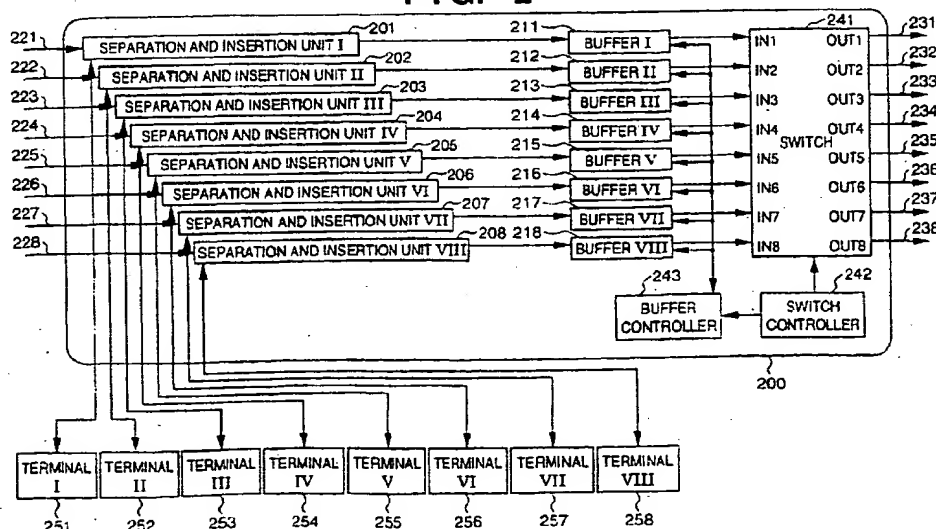 221
SEPARATION AND INSERTION UNIT I
201
211
BUFFER I
IN1
241
OUT1
231
222
SEPARATION AND INSERTION UNIT II
202
212
BUFFER II
IN2
OUT2
232
223
SEPARATION AND INSERTION UNIT III
203
213
BUFFER III
IN3
OUT3
233
224
SEPARATION AND INSERTION UNIT IV
204
214
BUFFER IV
IN4
OUT4
234
SWITCH
225
SEPARATION AND INSERTION UNIT V
205
215
BUFFER V
IN5
OUT5
235
226
SEPARATION AND INSERTION UNIT VI
206
216
BUFFER VI
IN6
OUT6
236
227
SEPARATION AND INSERTION UNIT VII
207
217
BUFFER VII
IN7
OUT7
237
228
SEPARATION AND INSERTION UNIT VIII
208
218
BUFFER VIII
IN8
OUT8
238
243
BUFFER
CONTROLLER
242
SWITCH
CONTROLLER
200
TERMINAL
I
TERMINAL
II
TERMINAL
III
TERMINAL
IV
TERMINAL
V
TERMINAL
VI
TERMINAL
VII
TERMINAL
VIII
251
252
253
254
255
256
257
258